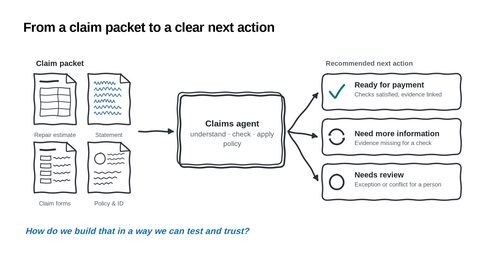 From a claim packet to a clear next action
Claim packet
Repair estimate
Statement
Claim forms
Policy & ID
Claims agent
understand · check · apply
policy
Recommended next action
Ready for payment
Checks satisfied, evidence linked
Need more information
Evidence missing for a check
Needs review
Exception or conflict for a person
How do we build that in a way we can test and trust?